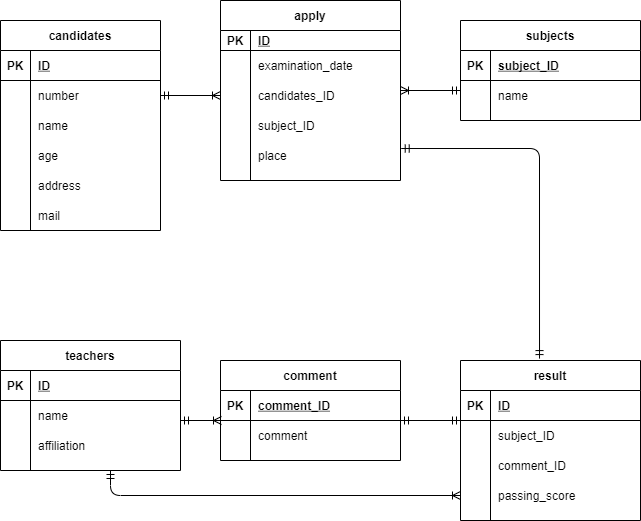 candidates
PK ID
number
name
age
address
mail
apply
PK ID
examination_date
candidates_ID
subject_ID
place
subjects
PK subject_ID
name
teachers
PK ID
name
affiliation
comment
PK comment_ID
comment
result
PK ID
subject_ID
comment_ID
passing_score